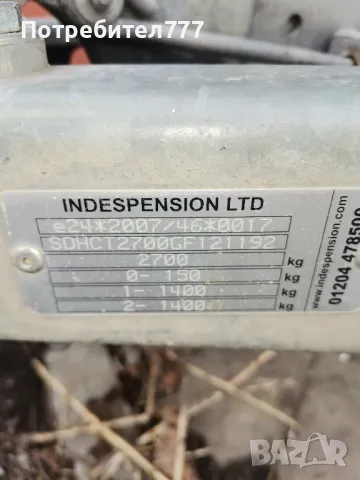 Потребител777
INDESPENSION LTD
e24*2007/46*0017
SDHCT2700GF121192
2700 kg
0- 150 kg
1- 1400 kg
2- 1400 kg
www.indespension.com
01204 478500
BAZAR